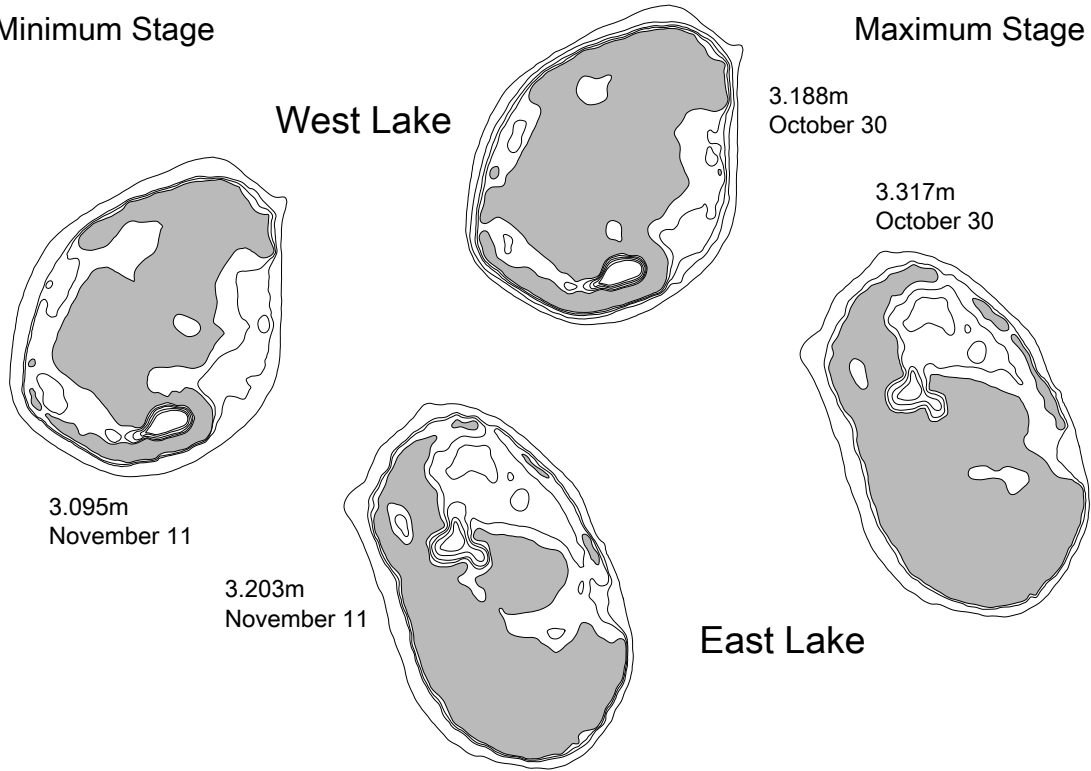 Minimum Stage
Maximum Stage
West Lake
3.188m
October 30
3.317m
October 30
3.095m
November 11
3.203m
November 11
East Lake